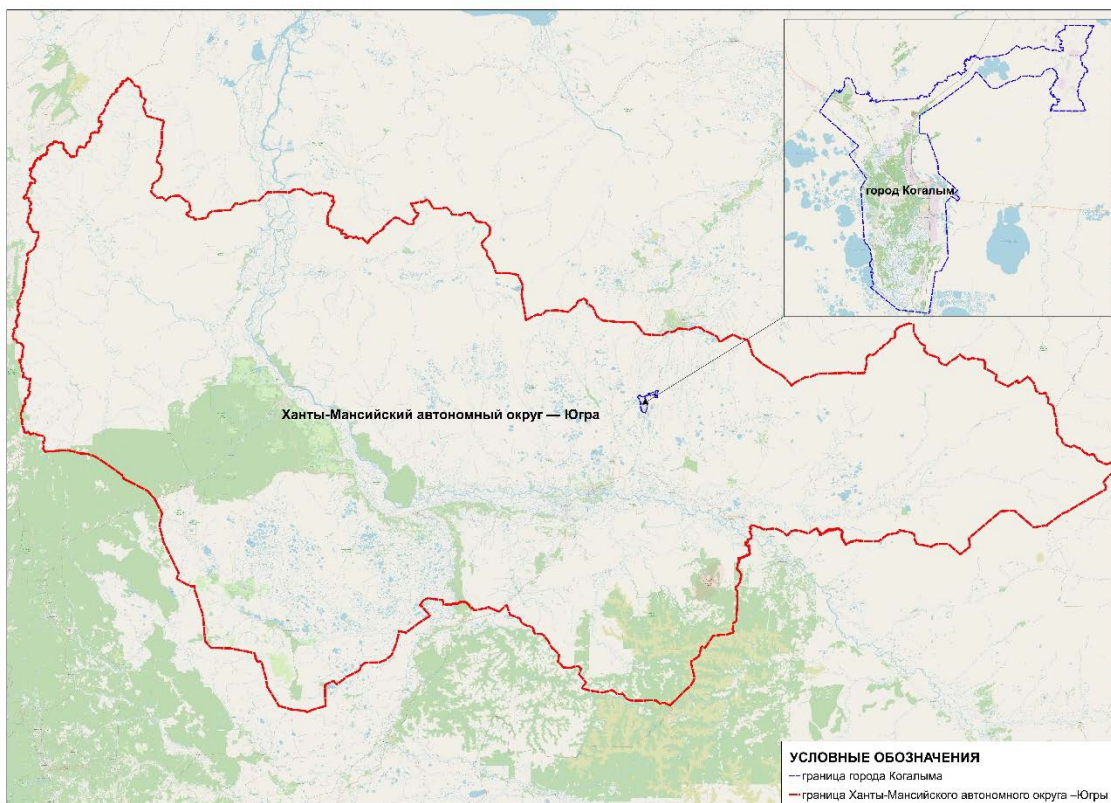 город Когалым
Ханты-Мансийский автономный округ — Югра
УСловНЫЕ ОБОЗНАЧЕНИЯ
граница города Когалыма
граница Ханты-Мансийского автономного округа –Югры